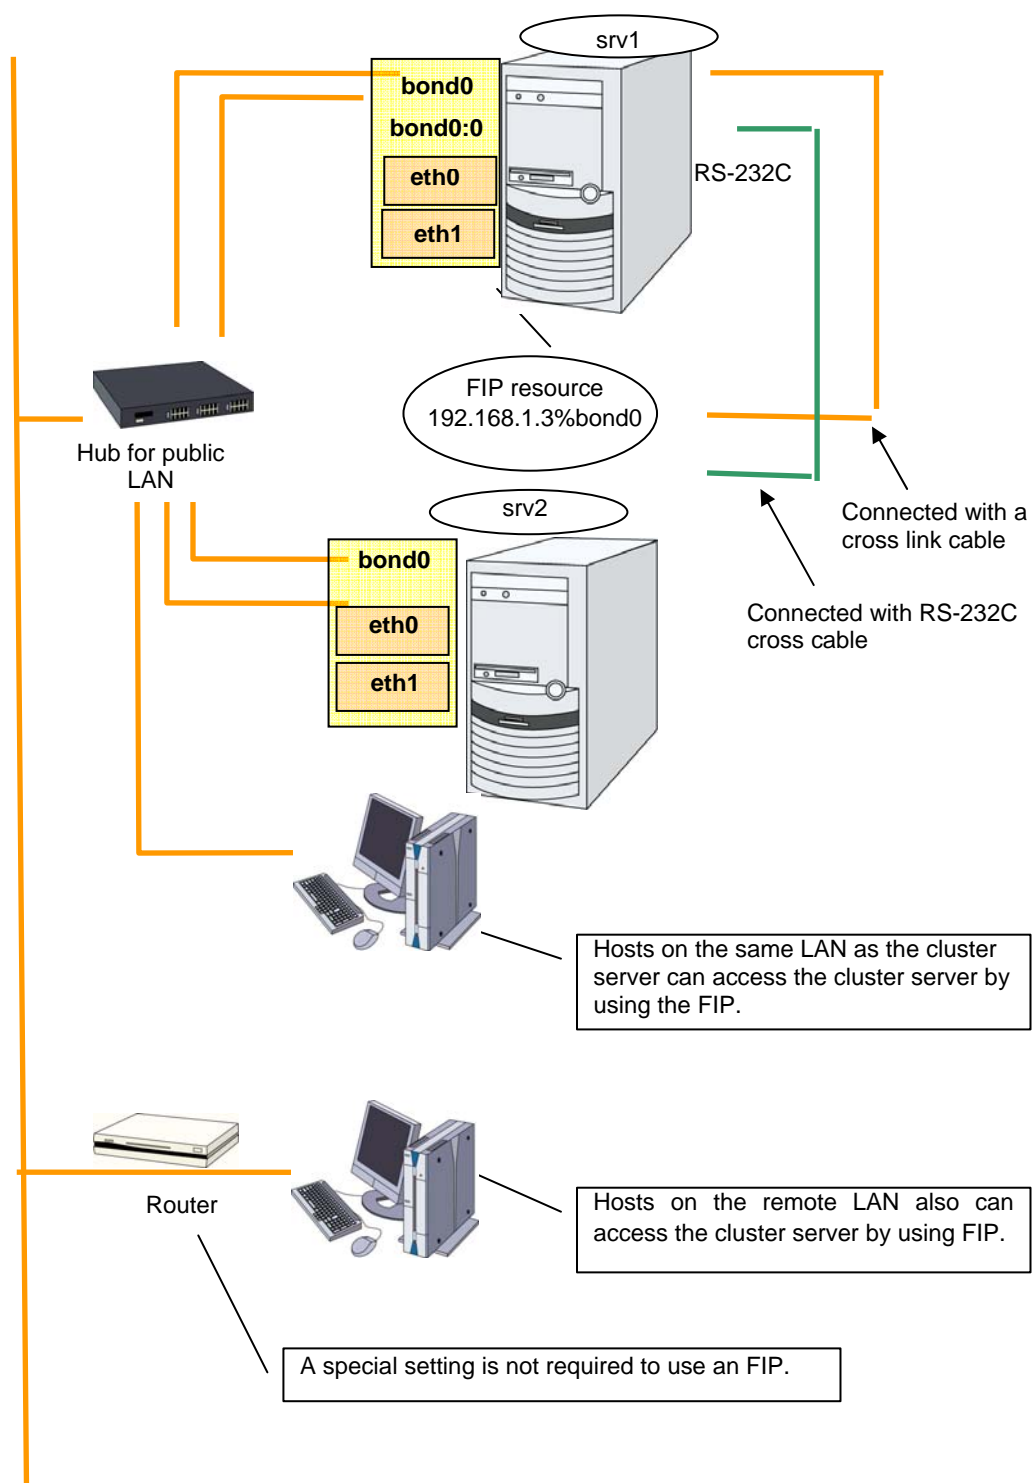 srv1
bond0
bond0:0
eth0
eth1
RS-232C
FIP resource
192.168.1.3%bond0
Hub for public
LAN
srv2
Connected with a
cross link cable
bond0
eth0
eth1
Connected with RS-232C
cross cable
Hosts on the same LAN as the cluster
server can access the cluster server by
using the FIP.
Router
Hosts on the remote LAN also can
access the cluster server by using FIP.
A special setting is not required to use an FIP.